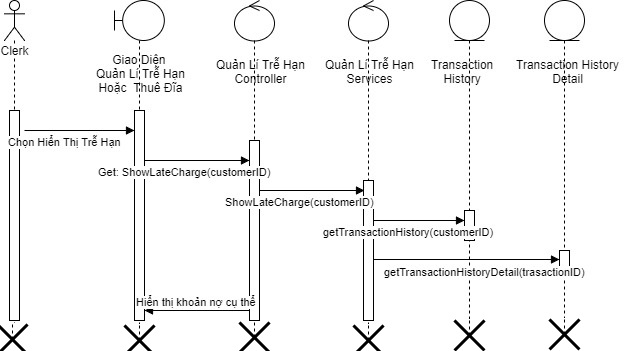 Clerk
Giao Diện
Quản Lí Trễ Hạn
Hoặc Thuê Đĩa
Quản Lí Trễ Hạn
Controller
Quản Lí Trễ Hạn
Services
Transaction
History
Transaction History
Detail
Chọn Hiển Thị Trễ Hạn
Get: ShowLateCharge(customerID)
ShowLateCharge(customerID)
getTransactionHistory(customerID)
getTransactionHistoryDetail(trasactionID)
Hiển thị khoản nợ cụ thể